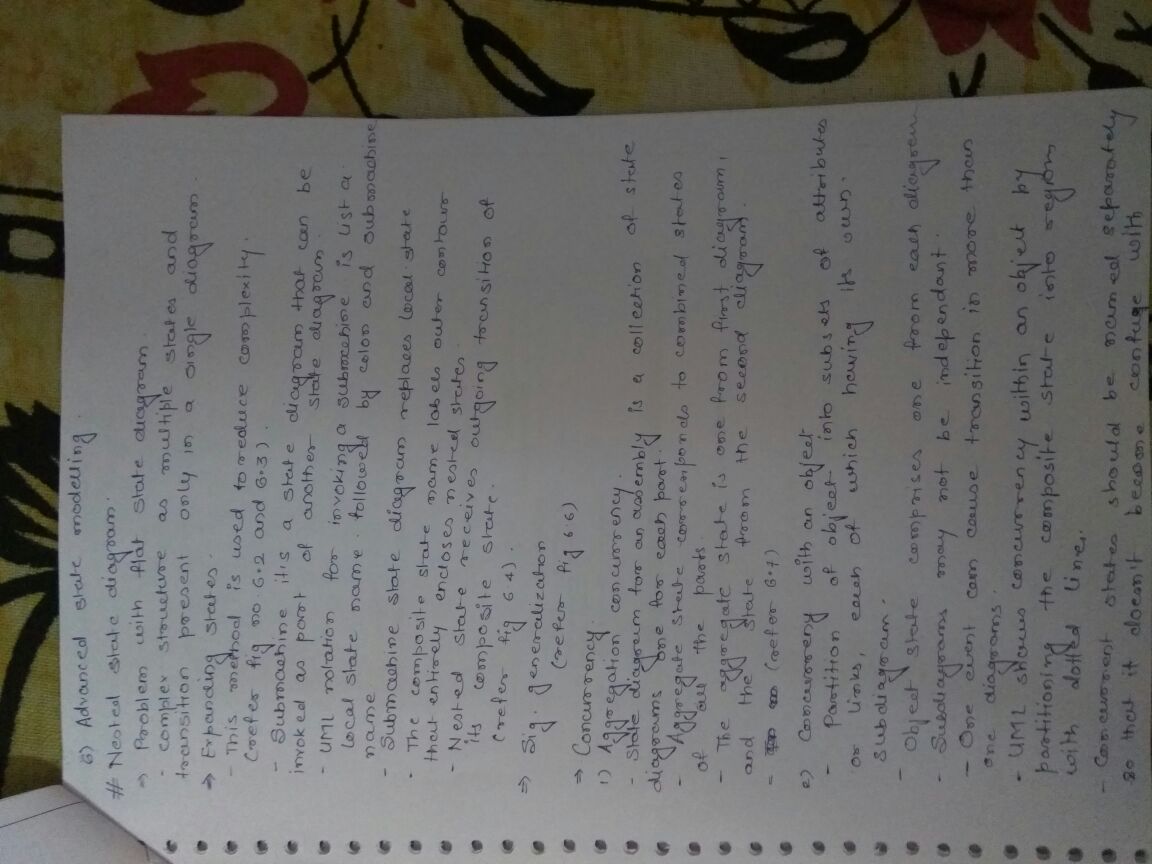 6) Advanced state modelling.
# Nested state diagram.
⇒ Problem with flat state diagram
- complex structure as multiple states and
transition present only in a single diagram.
⇒ Expanding states
- This method is used to reduce complexity.
(refer fig no. 6.2 and 6.3).
- Submachine it is a state diagram that can be
invoked as part of another state diagram.
- UML notation for invoking a submachine is list a
local state name followed by colon and submachine
name
- Submachine state diagram replaces local state
- The composite state name labels outer contour
that entirely encloses nested states.
- Nested state receives outgoing transition of
its composite state.
(refer fig 6.4).
⇒ Sig. generalization
(refer fig 6.6)
⇒ Concurrency.
1) Aggregation concurrency.
- State diagram for an assembly is a collection of state
diagrams one for each part.
- Aggregate state corresponds to combined states
of all the parts.
- The aggregate state is one from first diagram,
and the state from the second diagram.
- (refer 6.7)
2) Concurrency with an object
- Partition of object into subsets of attributes
or links, each of which having its own
subdiagram.
- Object state comprises one from each diagram
- Subdiagrams may not be independant.
- One event can cause transition in more than
one diagrams.
- UML shows concurrency within an object by
partitioning the composite state into region
with dotted lines.
- Concurrent states should be named separately
so that it doesnt become confuse with